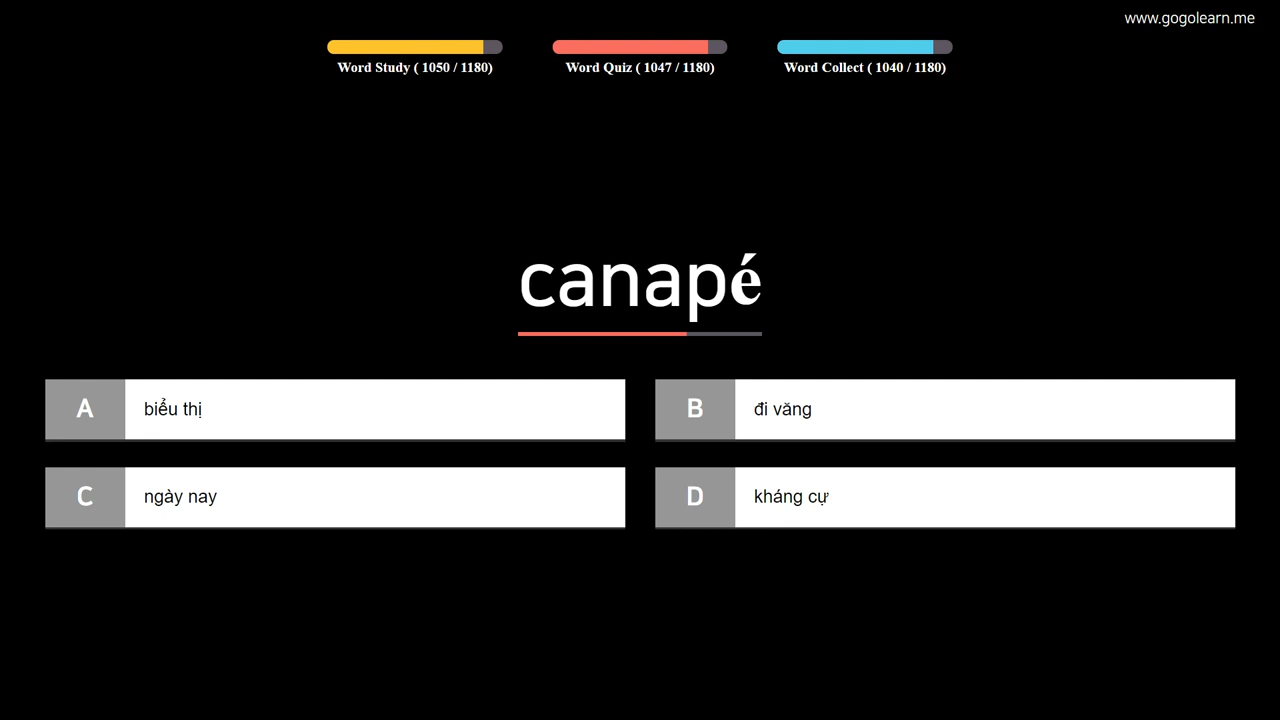 www.gogolearn.me
Word Study ( 1050 / 1180)
Word Quiz ( 1047 / 1180)
Word Collect ( 1040 / 1180)
canapé
A biểu thị
B đi văng
C ngày nay
D kháng cự